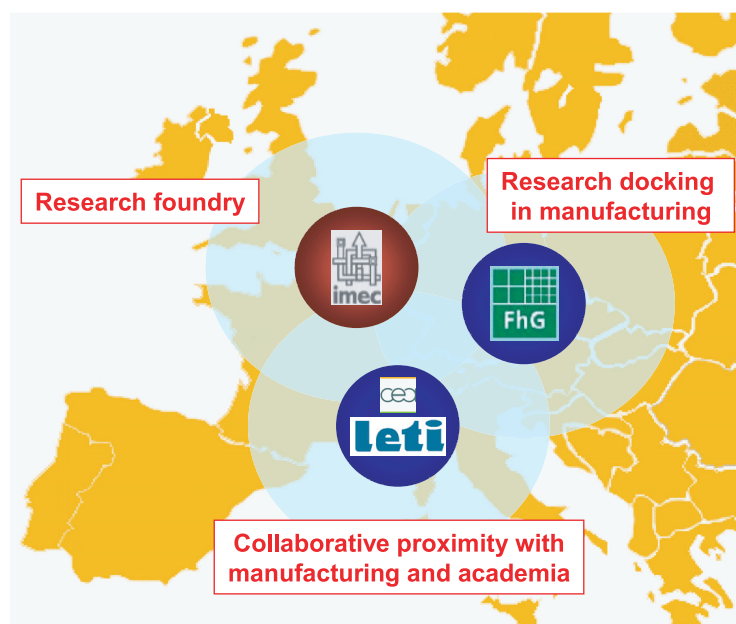 Research foundry
Research docking
in manufacturing
imec
FhG
cea
leti
Collaborative proximity with
manufacturing and academia